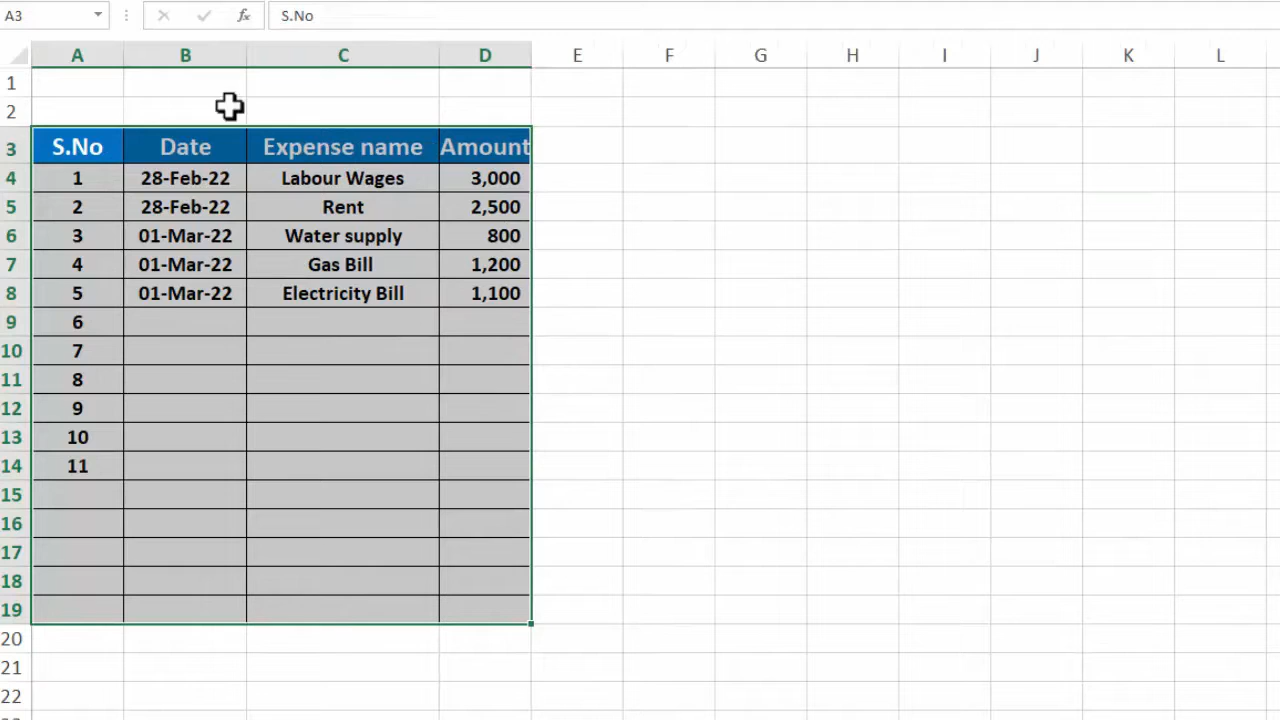 A3 fx S.No
A B C D E F G H I J K L
1
2
3 S.No Date Expense name Amount
4 1 28-Feb-22 Labour Wages 3,000
5 2 28-Feb-22 Rent 2,500
6 3 01-Mar-22 Water supply 800
7 4 01-Mar-22 Gas Bill 1,200
8 5 01-Mar-22 Electricity Bill 1,100
9 6
10 7
11 8
12 9
13 10
14 11
15
16
17
18
19
20
21
22